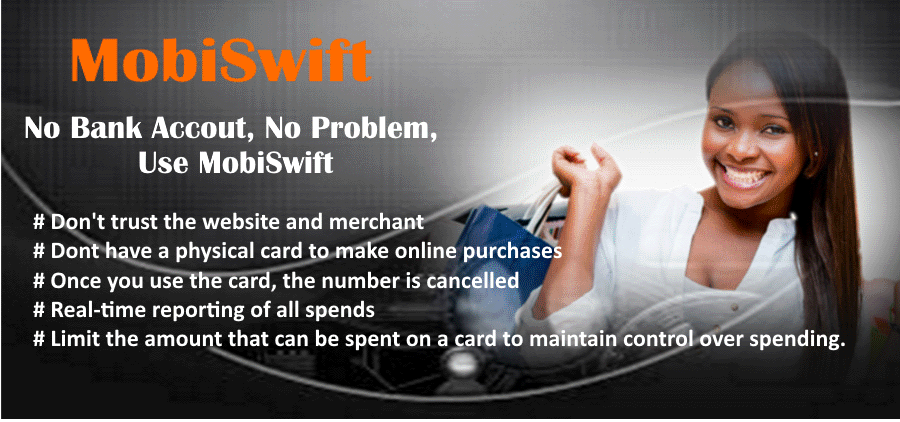 MobiSwift
No Bank Accout, No Problem,
Use MobiSwift
# Don't trust the website and merchant
# Dont have a physical card to make online purchases
# Once you use the card, the number is cancelled
# Real-time reporting of all spends
# Limit the amount that can be spent on a card to maintain control over spending.